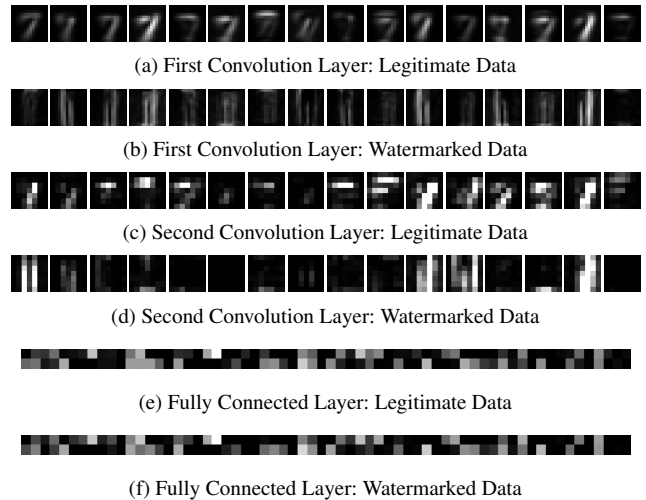 (a) First Convolution Layer: Legitimate Data
(b) First Convolution Layer: Watermarked Data
(c) Second Convolution Layer: Legitimate Data
(d) Second Convolution Layer: Watermarked Data
(e) Fully Connected Layer: Legitimate Data
(f) Fully Connected Layer: Watermarked Data